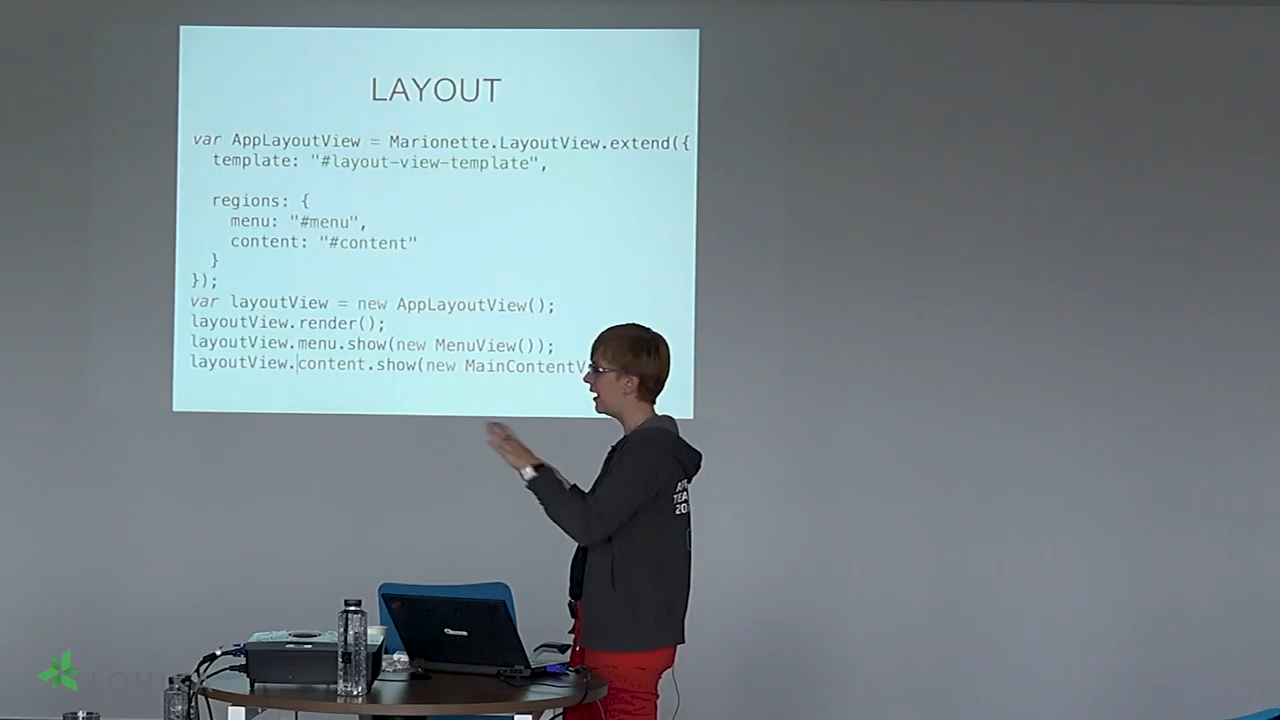 LAYOUT
var AppLayoutView = Marionette.LayoutView.extend({
template: "#layout-view-template",
regions: {
menu: "#menu",
content: "#content"
}
});
var layoutView = new AppLayoutView();
layoutView.render();
layoutView.menu.show(new MenuView());
layoutView.content.show(new MainContentV